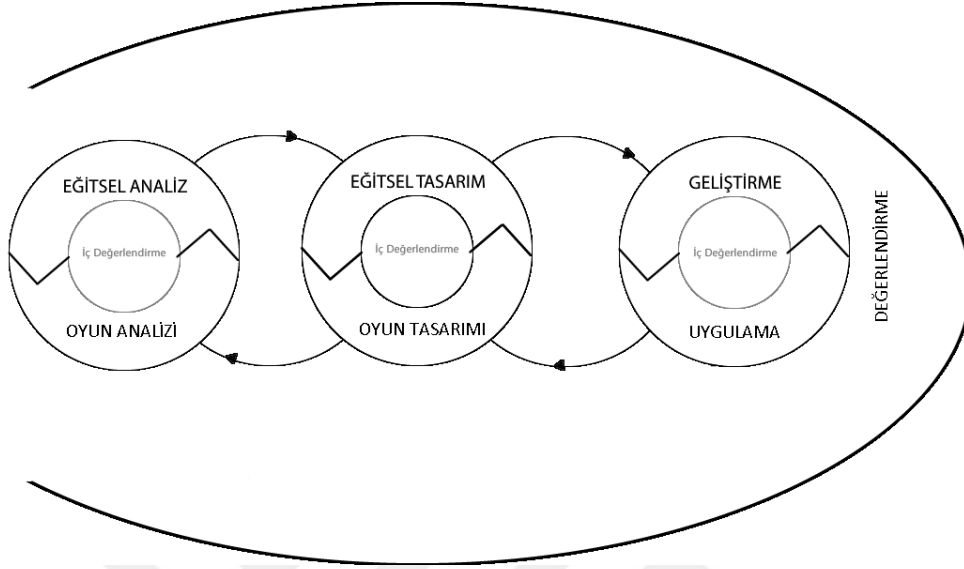 EĞİTSEL ANALİZ
İç Değerlendirme
OYUN ANALİZİ
EĞİTSEL TASARIM
İç Değerlendirme
OYUN TASARIMI
GELİŞTİRME
İç Değerlendirme
UYGULAMA
DEĞERLENDİRME